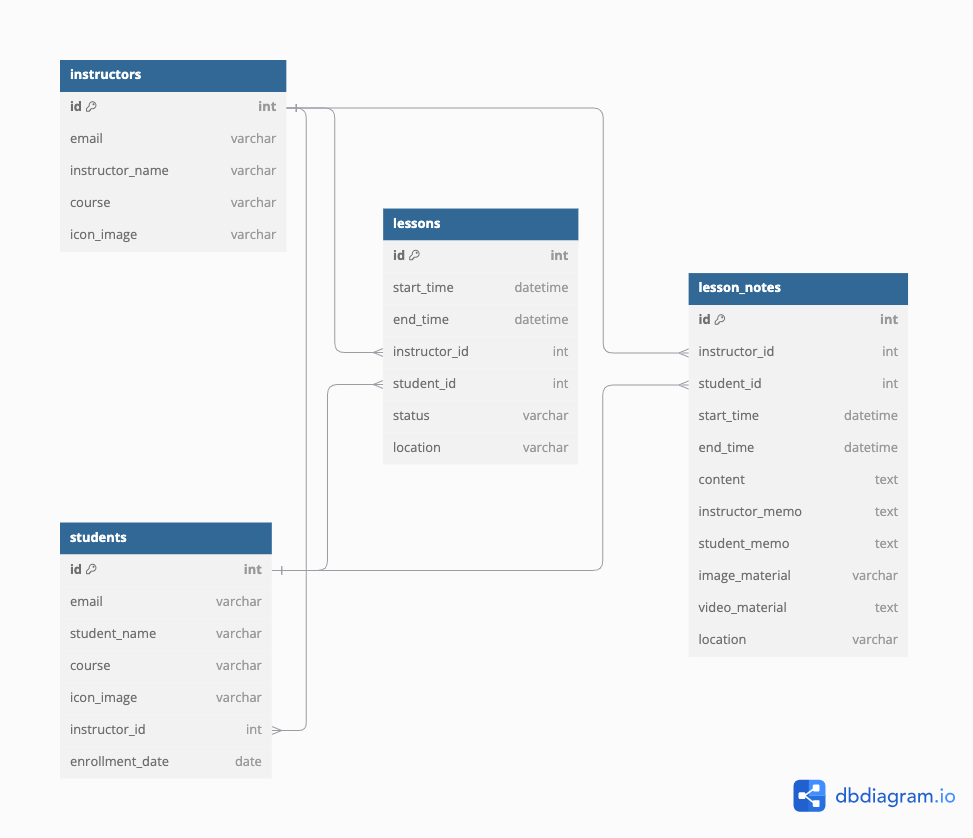 instructors
id int
email varchar
instructor_name varchar
course varchar
icon_image varchar
lessons
id int
start_time datetime
end_time datetime
instructor_id int
student_id int
status varchar
location varchar
lesson_notes
id int
instructor_id int
student_id int
start_time datetime
end_time datetime
content text
instructor_memo text
student_memo text
image_material varchar
video_material text
location varchar
students
id int
email varchar
student_name varchar
course varchar
icon_image varchar
instructor_id int
enrollment_date date
dbdiagram.io